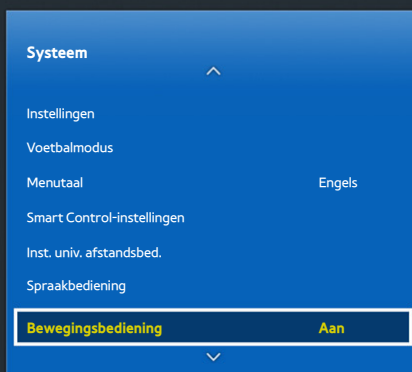 Systeem
Instellingen
Voetbalmodus
Menutaal Engels
Smart Control-instellingen
Inst. univ. afstandsbed.
Spraakbediening
Bewegingsbediening Aan